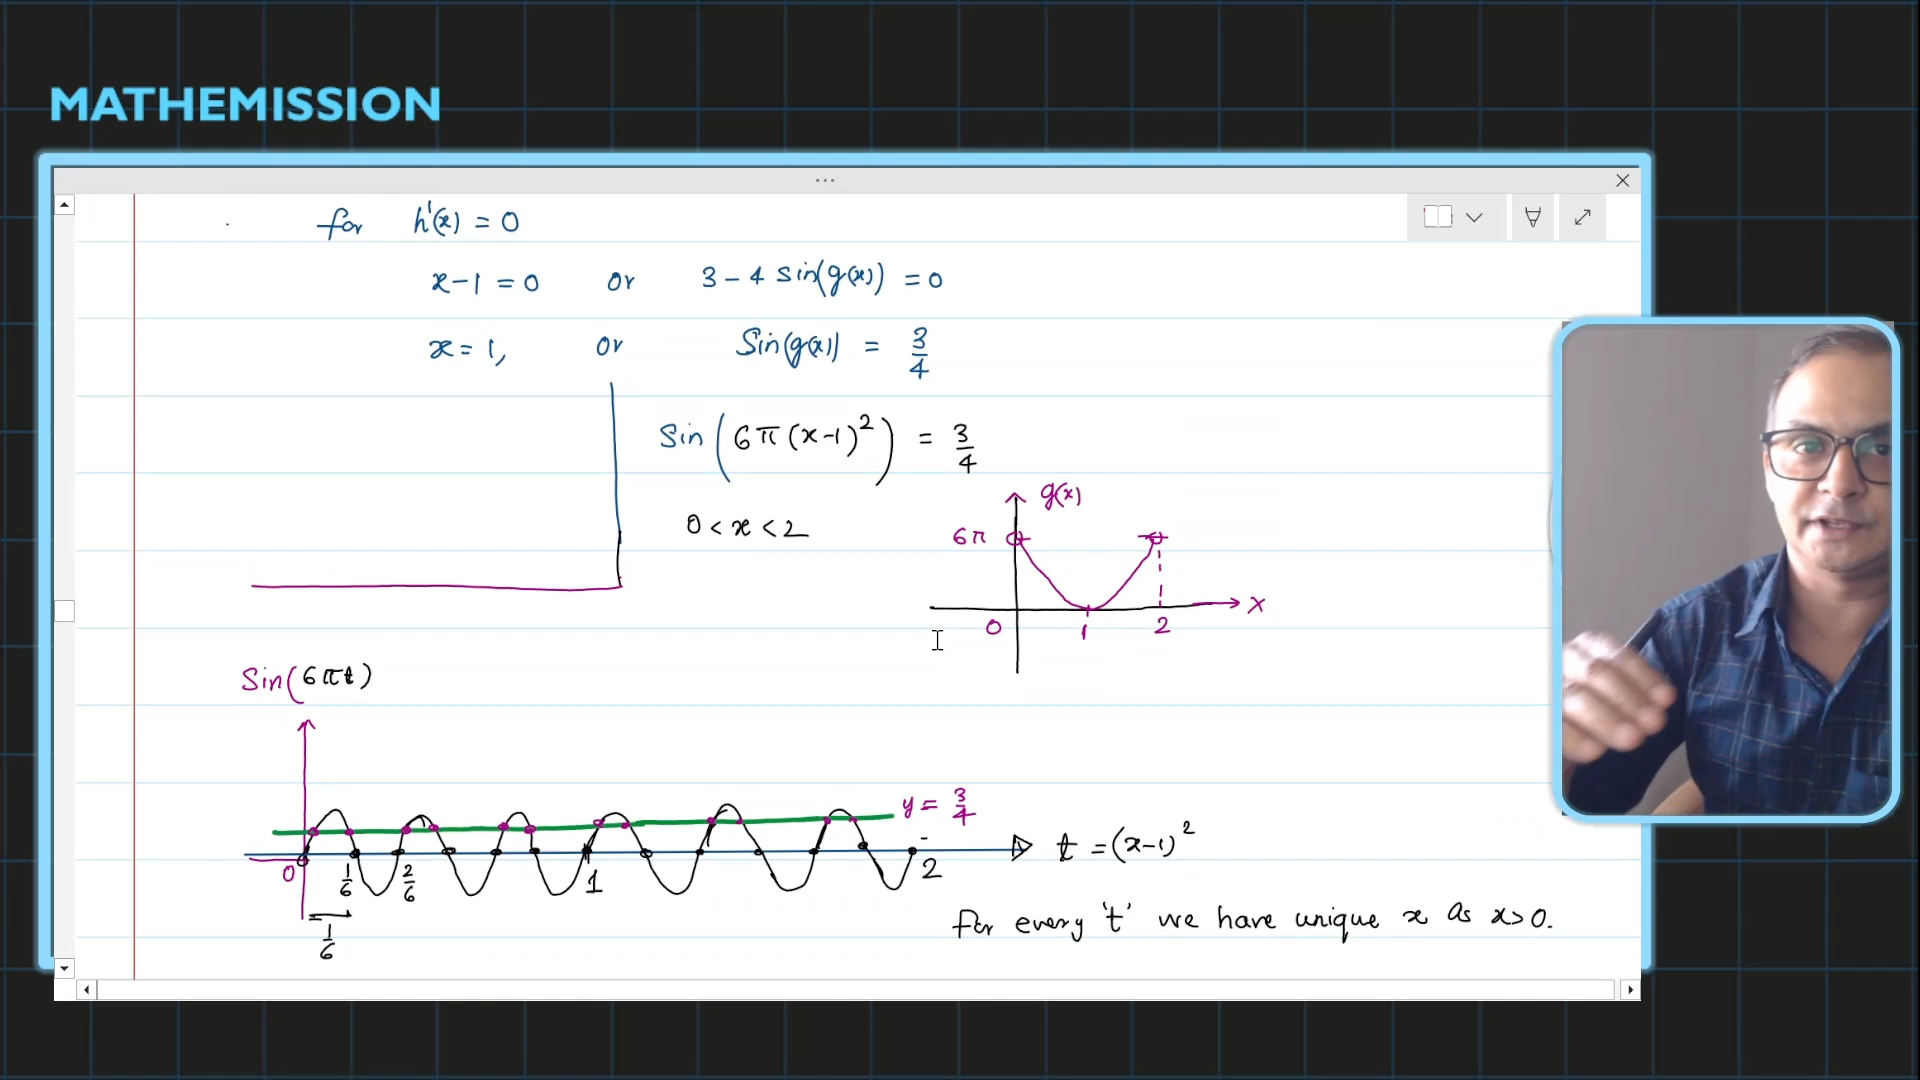 MATHEMISSION
for h'(x) = 0
x-1 = 0 or 3 - 4 sin(g(x)) = 0
x = 1, or Sin(g(x)) = 3/4
Sin(6π(x-1)²) = 3/4
0 < x < 2
g(x)
6π
0 1 2 x
Sin(6πt)
y = 3/4
0 1/6 2/6 1 2
t = (x-1)²
1/6
for every 't' we have unique x as x>0.